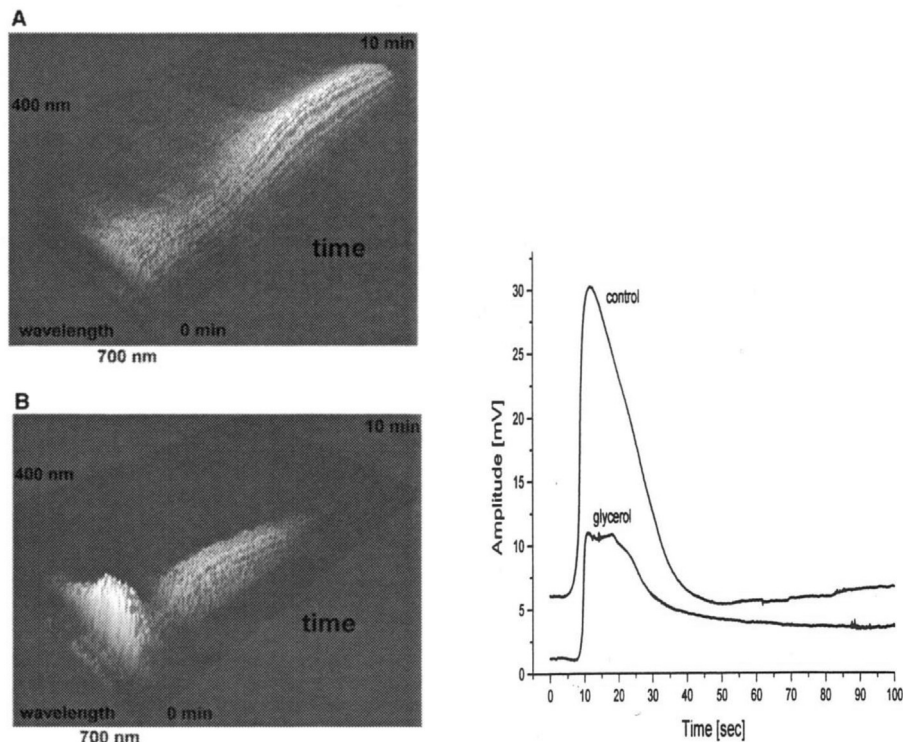 A
10 min
400 nm
time
wavelength 0 min
700 nm
B
10 min
400 nm
time
wavelength 0 min
700 nm
30
25
20
15
10
5
0
Amplitude [mV]
control
glycerol
0 10 20 30 40 50 60 70 80 90 100
Time [sec]